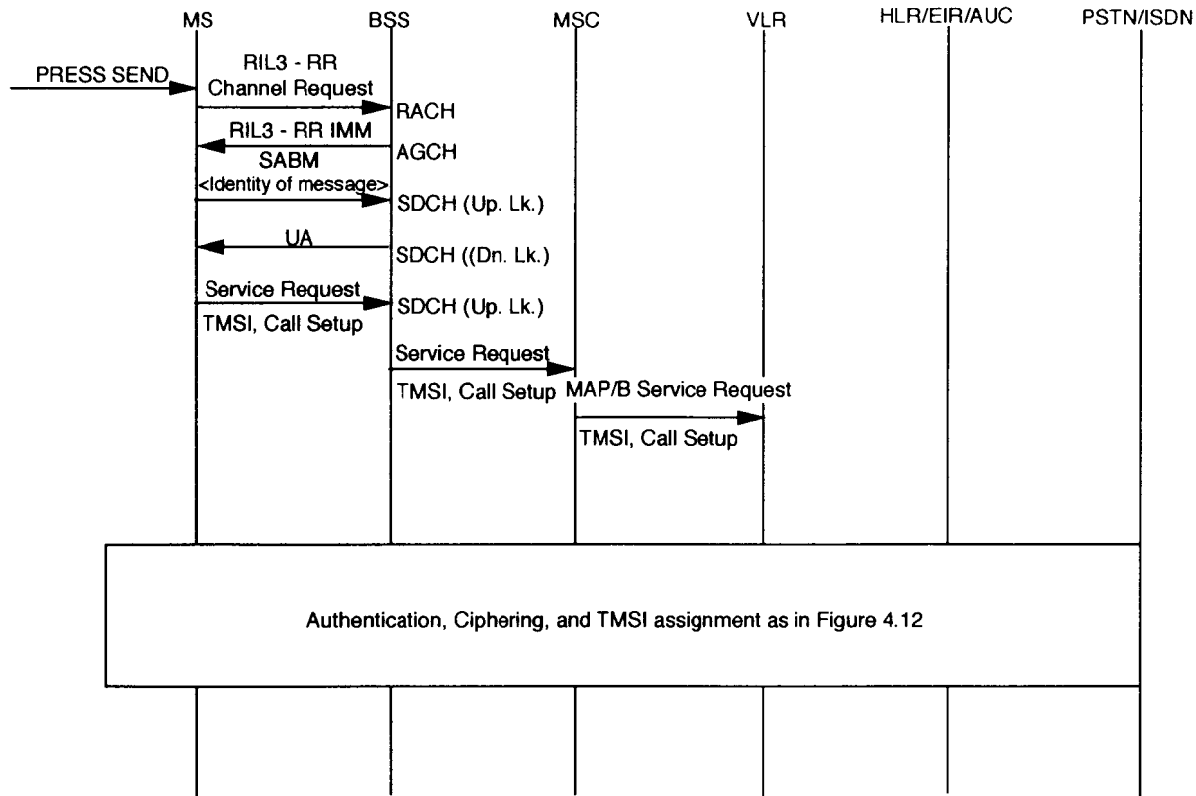 MS BSS MSC VLR HLR/EIR/AUC PSTN/ISDN
PRESS SEND
RIL3 - RR
Channel Request
RACH
RIL3 - RR IMM
AGCH
SABM
<Identity of message>
SDCH (Up. Lk.)
UA
SDCH ((Dn. Lk.)
Service Request
SDCH (Up. Lk.)
TMSI, Call Setup
Service Request
TMSI, Call Setup
MAP/B Service Request
TMSI, Call Setup
Authentication, Ciphering, and TMSI assignment as in Figure 4.12